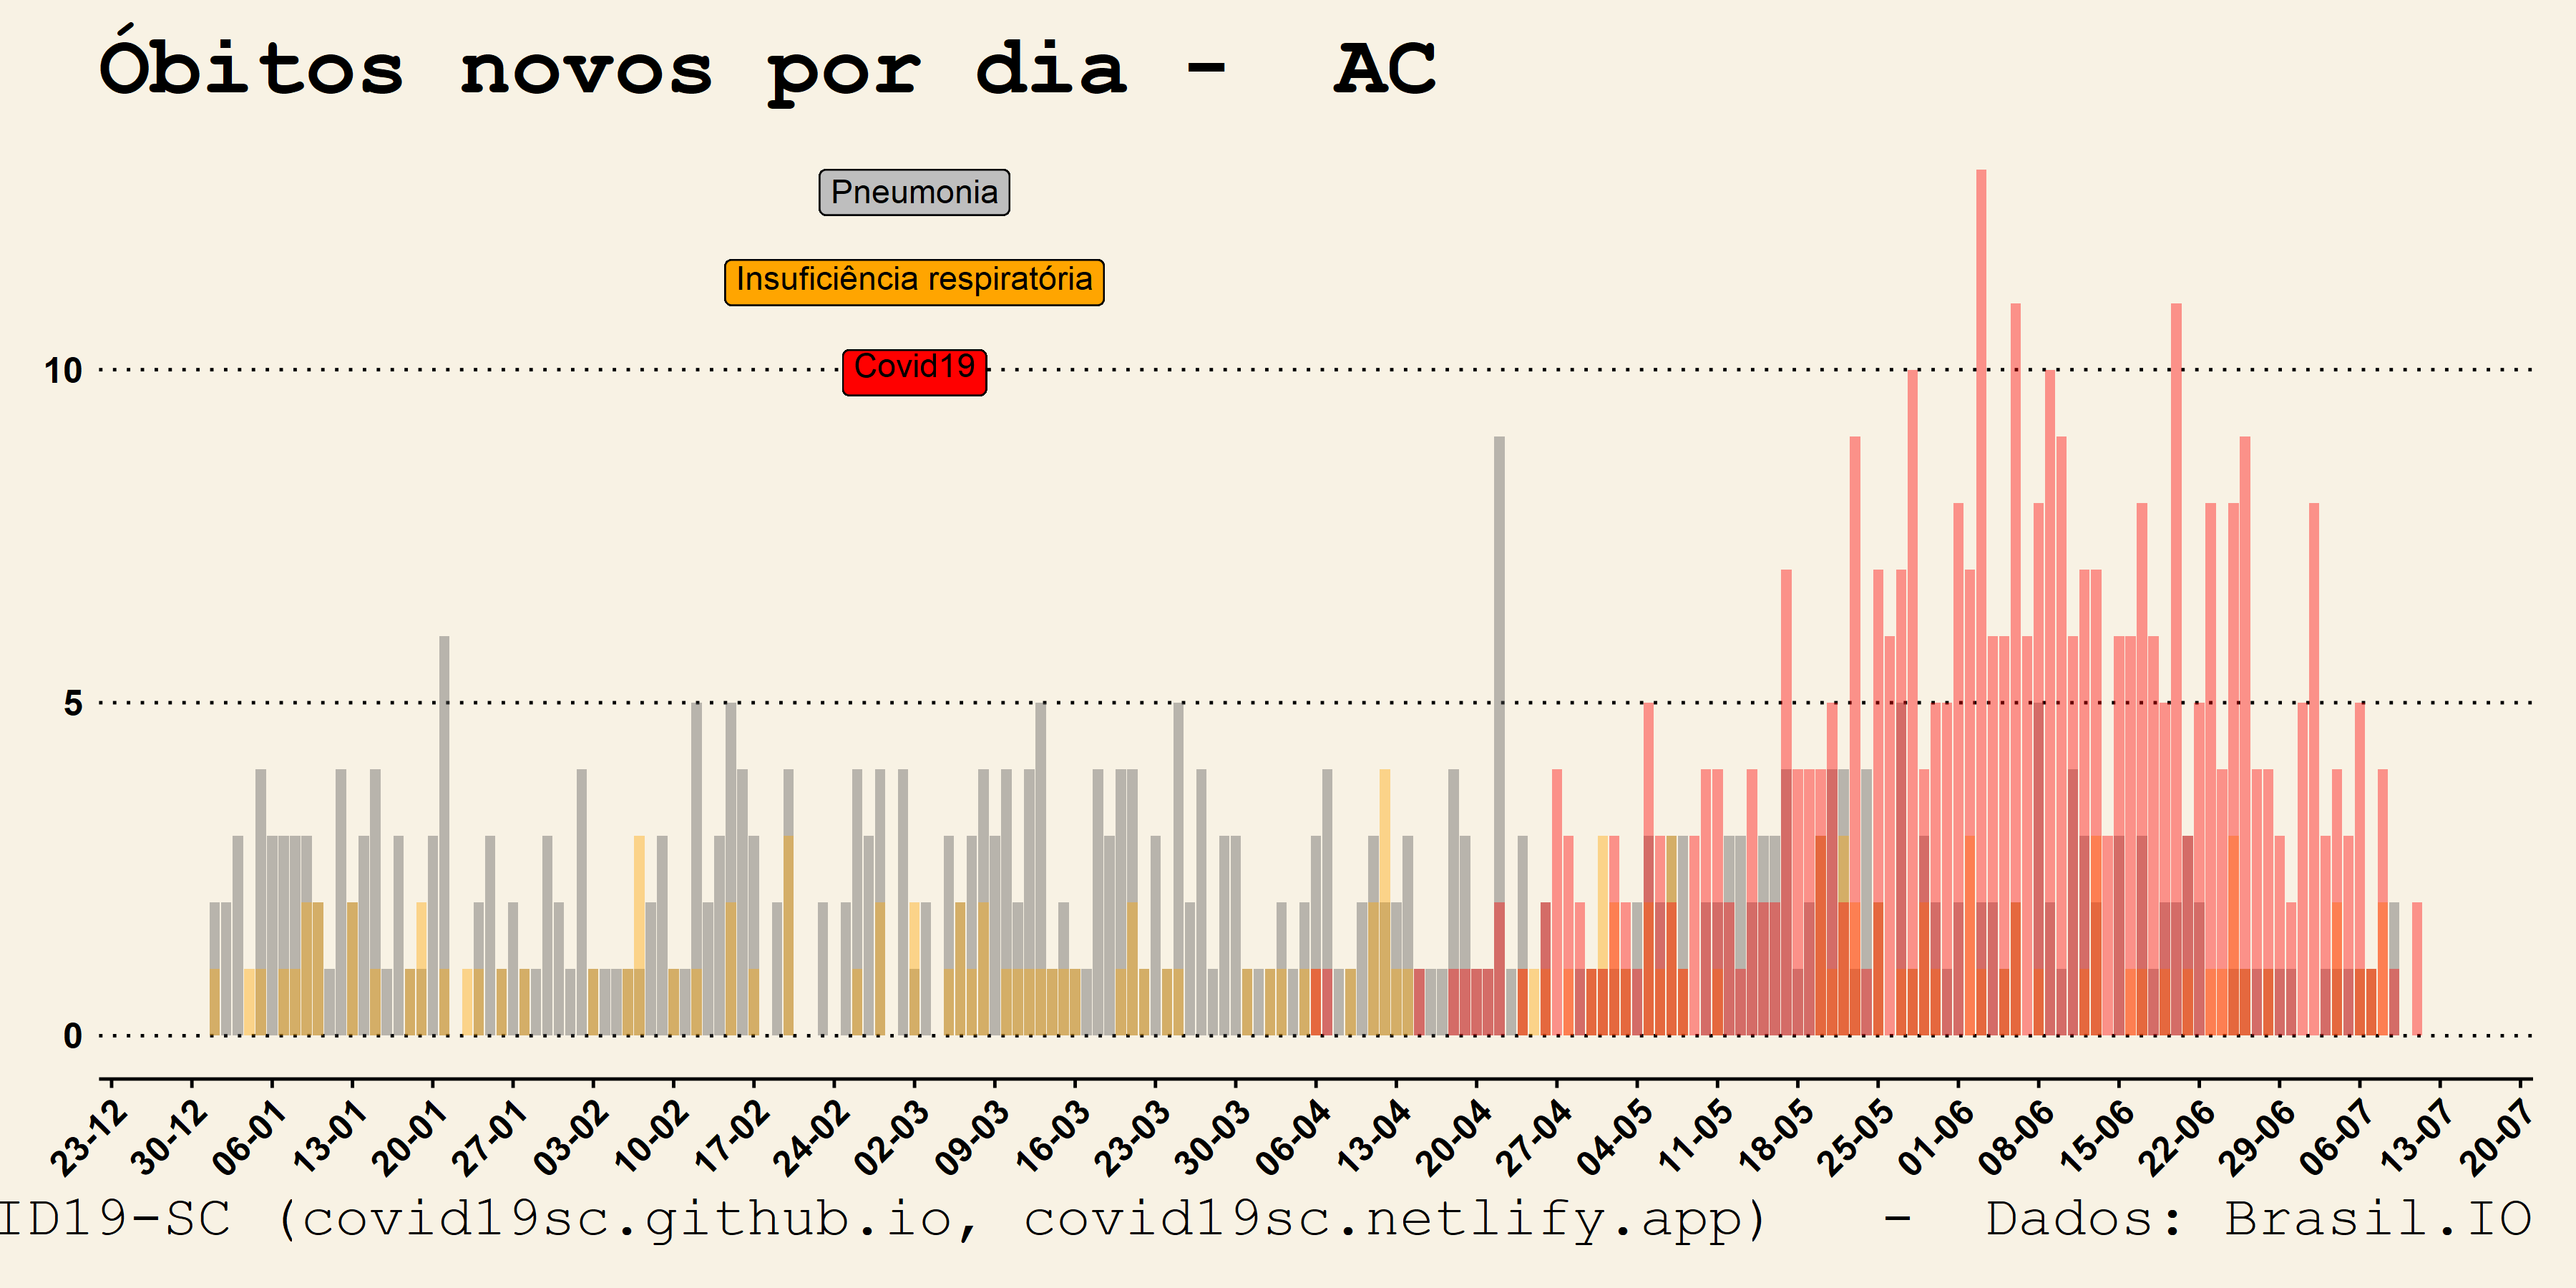 Óbitos novos por dia - AC
Pneumonia
Insuficiência respiratória
Covid19
10
5
0
23-12 30-12 06-01 13-01 20-01 27-01 03-02 10-02 17-02 24-02 02-03 09-03 16-03 23-03 30-03 06-04 13-04 20-04 27-04 04-05 11-05 18-05 25-05 01-06 08-06 15-06 22-06 29-06 06-07 13-07 20-07
ID19-SC (covid19sc.github.io, covid19sc.netlify.app) - Dados: Brasil.IO